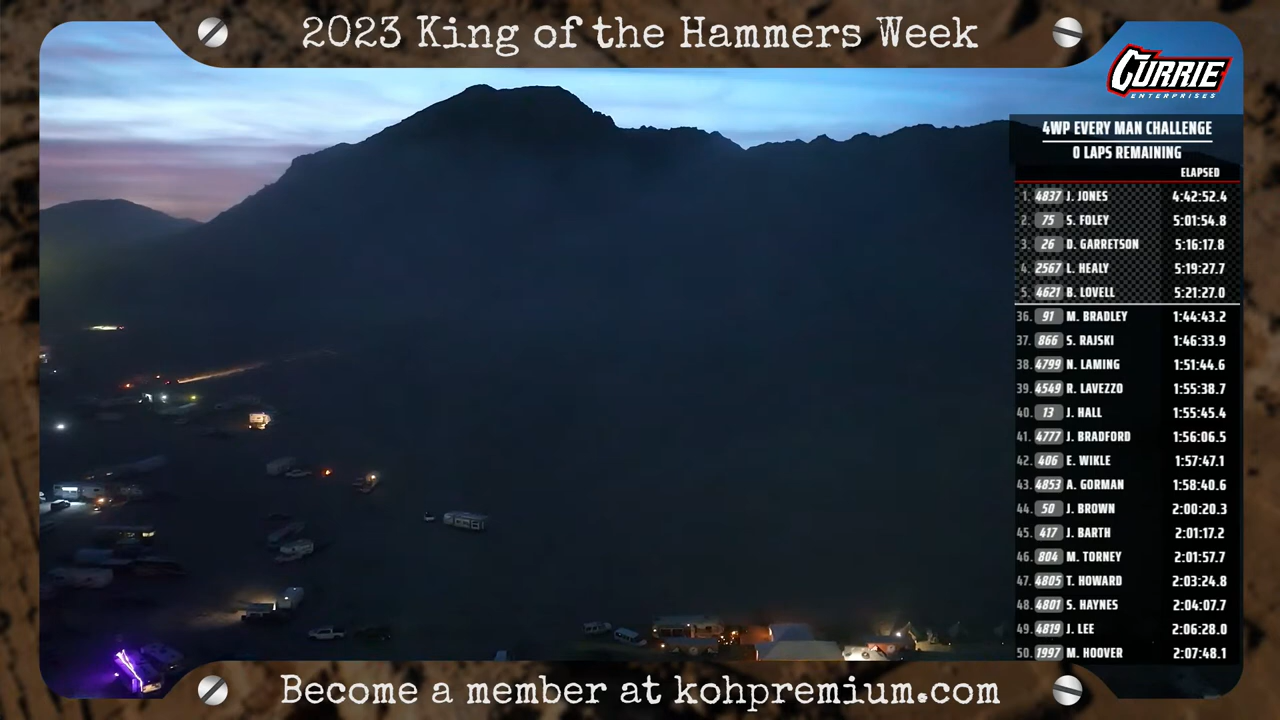 2023 King of the Hammers Week
CURRIE
ENTERPRISES
4WP EVERY MAN CHALLENGE
0 LAPS REMAINING
ELAPSED
1. 4837 J. JONES 4:42:52.4
2. 75 S. FOLEY 5:01:54.8
3. 26 D. GARRETSON 5:16:17.8
4. 2567 L. HEALY 5:19:27.7
5. 4621 B. LOVELL 5:21:27.0
36. 91 M. BRADLEY 1:44:43.2
37. 866 S. RAJSKI 1:46:33.9
38. 4799 N. LAMING 1:51:44.6
39. 4549 R. LAVEZZO 1:55:38.7
40. 13 J. HALL 1:55:45.4
41. 4777 J. BRADFORD 1:56:06.5
42. 406 E. WIKLE 1:57:47.1
43. 4853 A. GORMAN 1:58:40.6
44. 50 J. BROWN 2:00:20.3
45. 417 J. BARTH 2:01:17.2
46. 804 M. TORNEY 2:01:57.7
47. 4805 T. HOWARD 2:03:24.8
48. 4801 S. HAYNES 2:04:07.7
49. 4819 J. LEE 2:06:28.0
50. 1997 M. HOOVER 2:07:48.1
Become a member at kohpremium.com